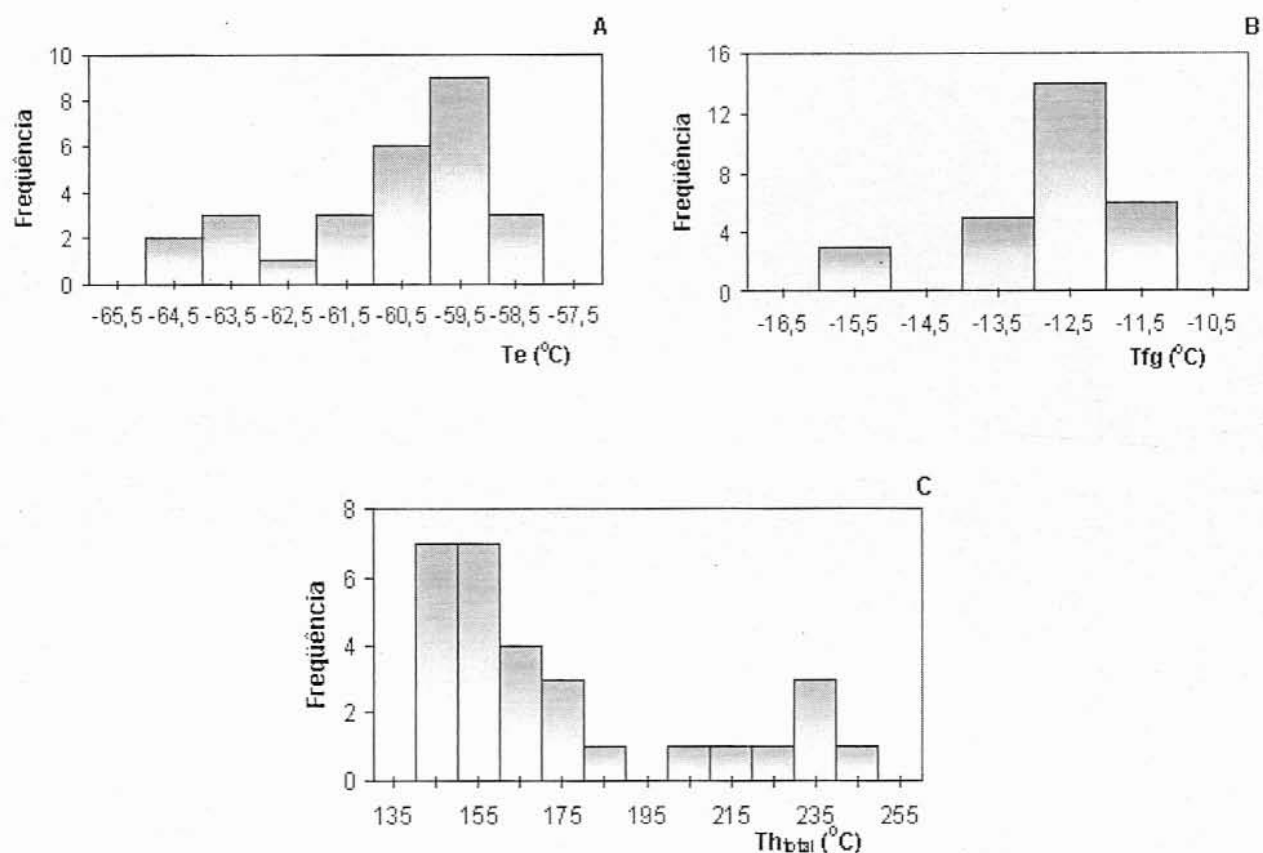 A
Freqüência
10
8
6
4
2
0
-65,5 -64,5 -63,5 -62,5 -61,5 -60,5 -59,5 -58,5 -57,5
Te (°C)
B
Freqüência
16
12
8
4
0
-16,5 -15,5 -14,5 -13,5 -12,5 -11,5 -10,5
Tfg (°C)
C
Freqüência
8
6
4
2
0
135 155 175 195 215 235 255
Th total (°C)